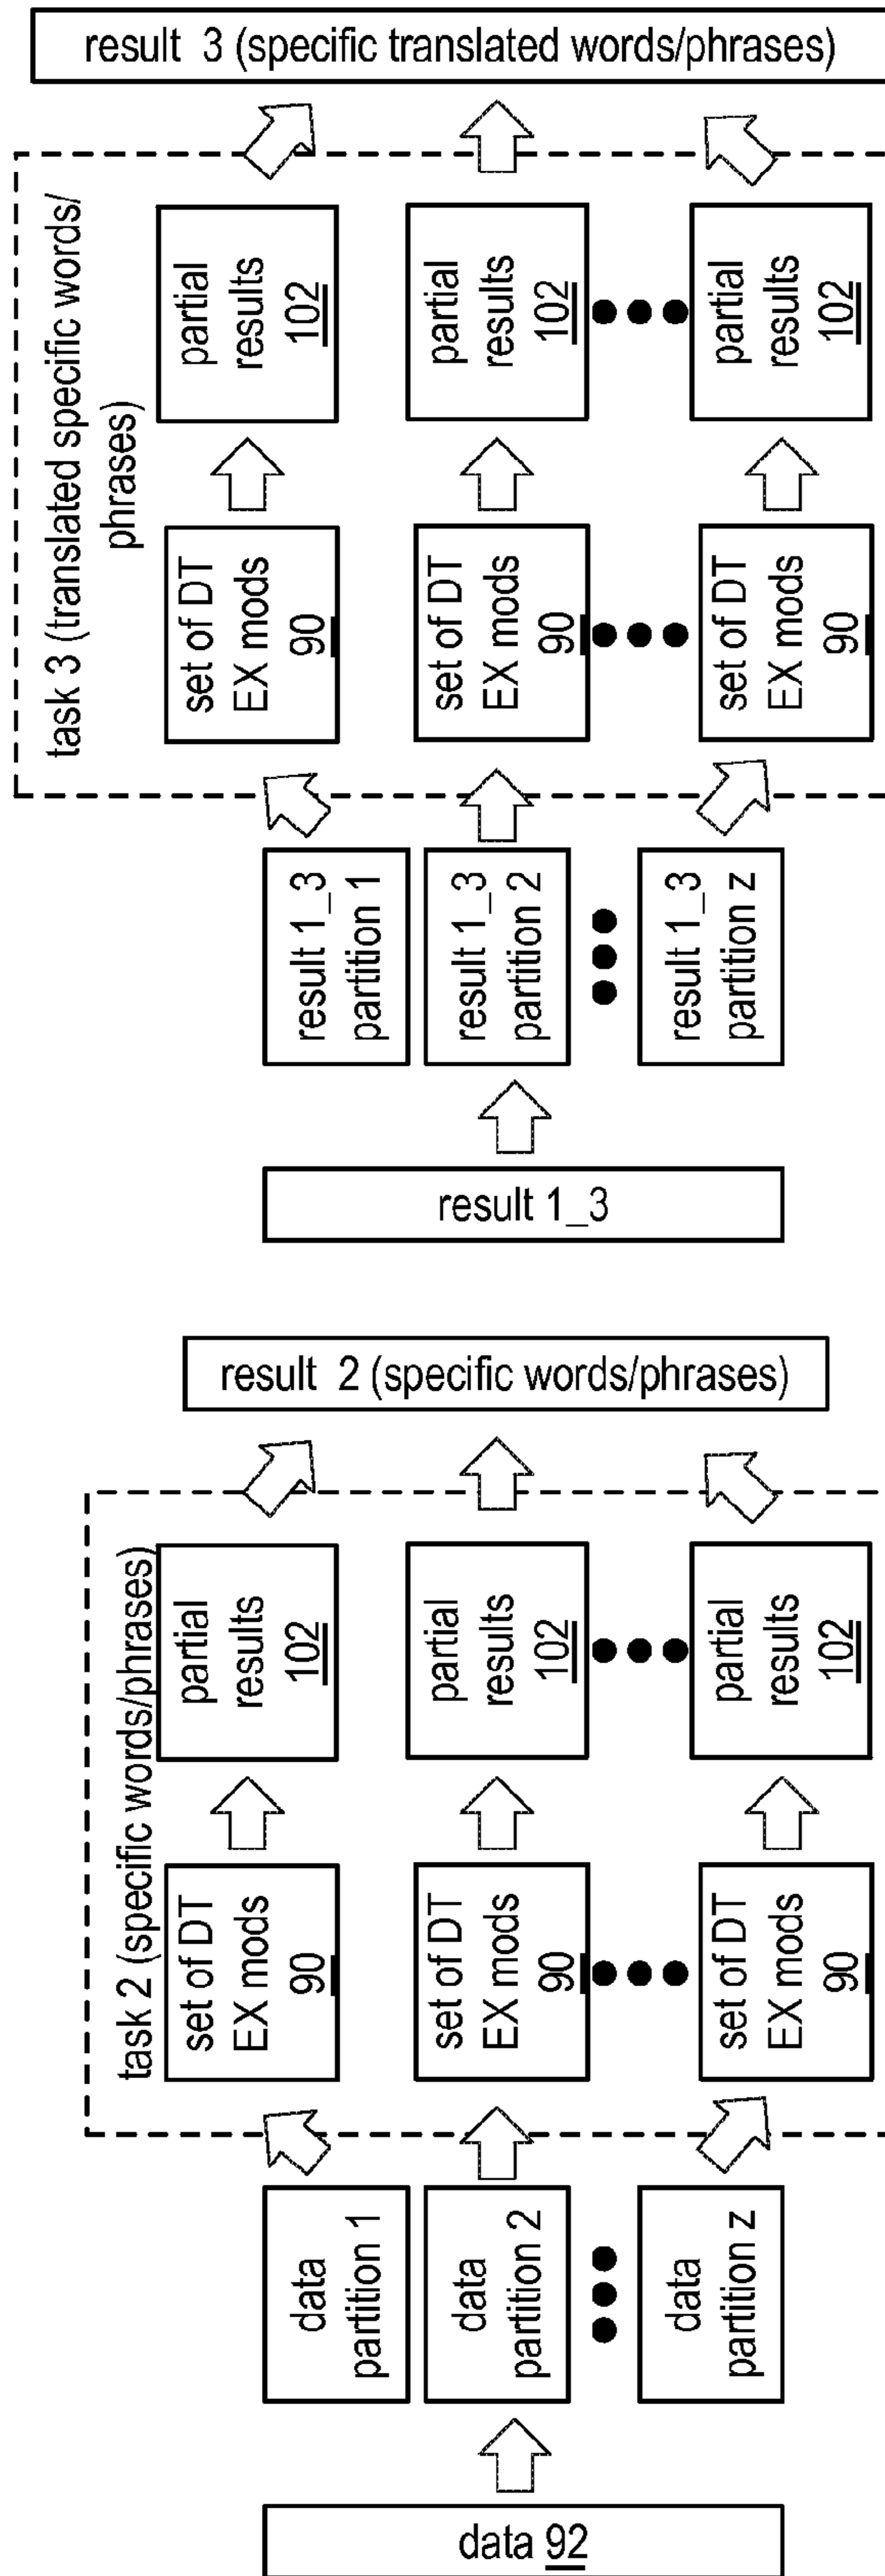 data 92
data
partition 1
data
partition 2
data
partition z
task 2 (specific words/phrases)
set of DT
EX mods
90
set of DT
EX mods
90
set of DT
EX mods
90
partial
results
102
partial
results
102
partial
results
102
result 2 (specific words/phrases)
result 1_3
result 1_3
partition 1
result 1_3
partition 2
result 1_3
partition z
task 3 (translated specific words/
phrases)
set of DT
EX mods
90
set of DT
EX mods
90
set of DT
EX mods
90
partial
results
102
partial
results
102
partial
results
102
result 3 (specific translated words/phrases)